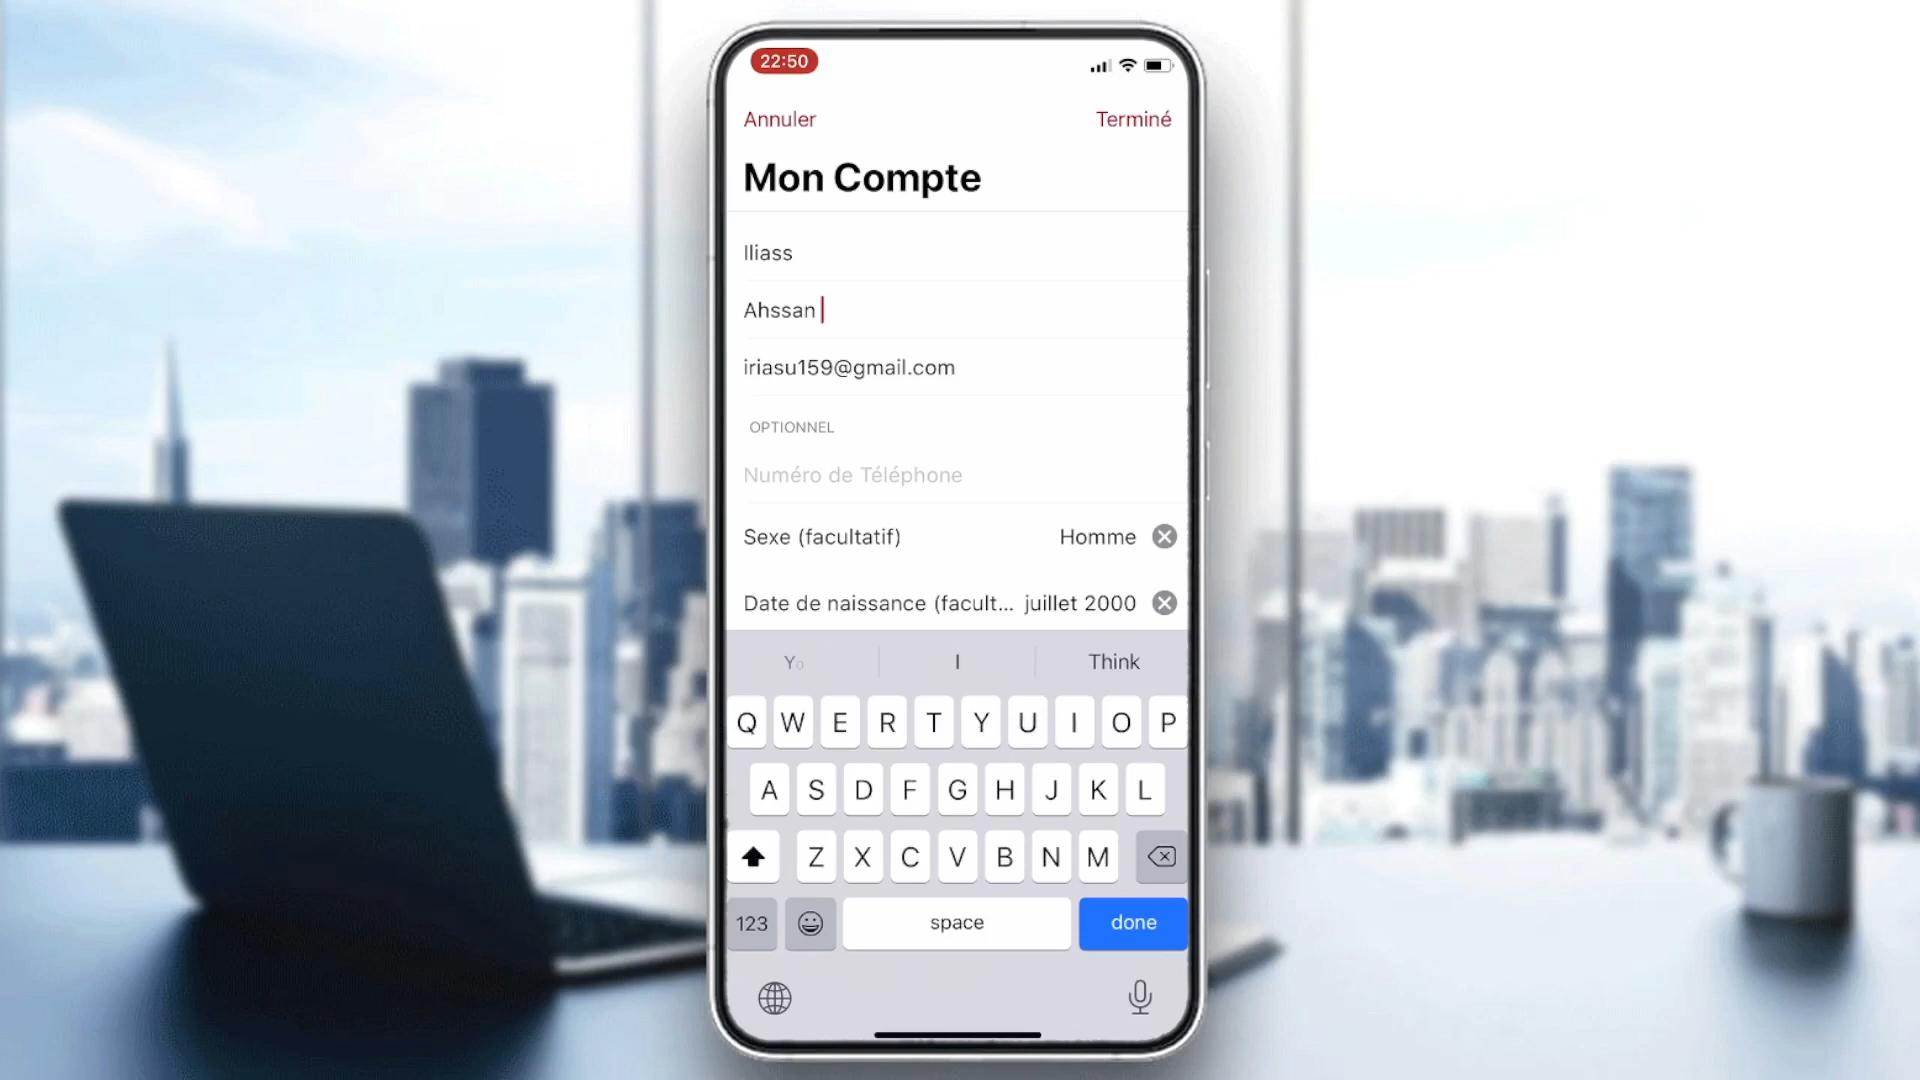 22:50
Annuler Terminé
Mon Compte
Iliass
Ahssan
iriasu159@gmail.com
OPTIONNEL
Numéro de Téléphone
Sexe (facultatif) Homme
Date de naissance (facult... juillet 2000
I Think
Q W E R T Y U I O P
A S D F G H J K L
Z X C V B N M
123 space done